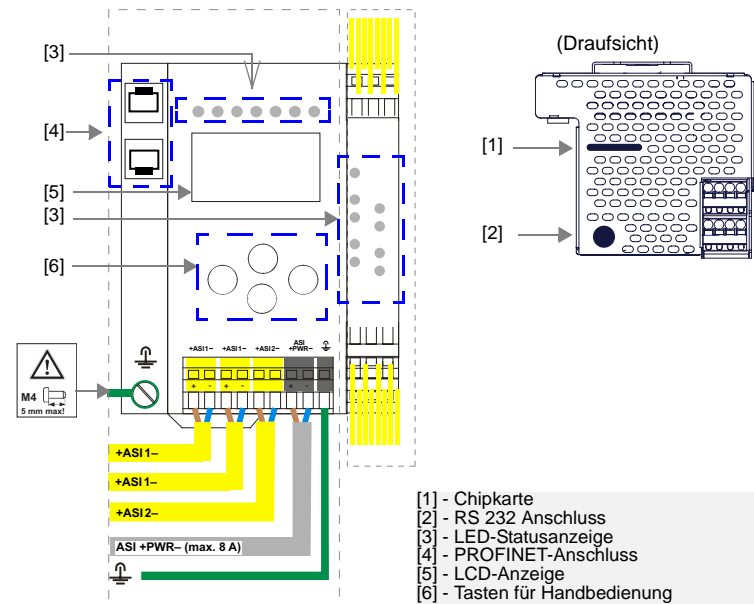 [3]
(Draufsicht)
[4]
[1]
[5]
[3]
[2]
[6]
+ASI1– +ASI1– +ASI2– ASI +PWR–
+ - + - + -
M4
5 mm max!
+ASI1–
+ASI1–
+ASI2–
ASI +PWR– (max. 8 A)
[1] - Chipkarte
[2] - RS 232 Anschluss
[3] - LED-Statusanzeige
[4] - PROFINET-Anschluss
[5] - LCD-Anzeige
[6] - Tasten für Handbedienung